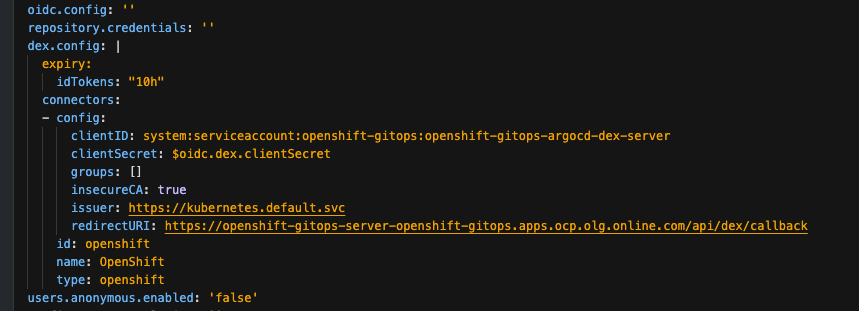 oidc.config: ''
repository.credentials: ''
dex.config: |
expiry:
idTokens: "10h"
connectors:
- config:
clientID: system:serviceaccount:openshift-gitops:openshift-gitops-argocd-dex-server
clientSecret: $oidc.dex.clientSecret
groups: []
insecureCA: true
issuer: https://kubernetes.default.svc
redirectURI: https://openshift-gitops-server-openshift-gitops.apps.ocp.olg.online.com/api/dex/callback
id: openshift
name: OpenShift
type: openshift
users.anonymous.enabled: 'false'